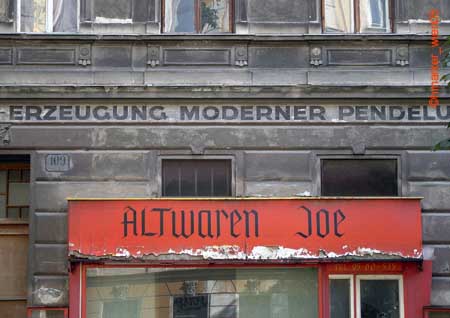 ERZEUGUNG MODERNER PENDELU
109
ALTWAREN JOE